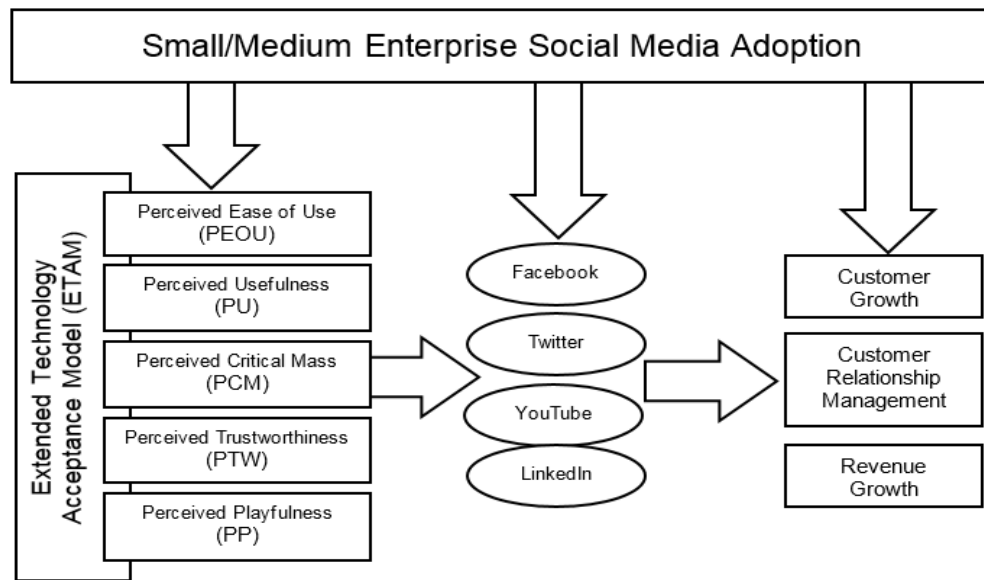 Small/Medium Enterprise Social Media Adoption
Extended Technology
Acceptance Model (ETAM)
Perceived Ease of Use
(PEOU)
Perceived Usefulness
(PU)
Perceived Critical Mass
(PCM)
Perceived Trustworthiness
(PTW)
Perceived Playfulness
(PP)
Facebook
Twitter
YouTube
LinkedIn
Customer
Growth
Customer
Relationship
Management
Revenue
Growth